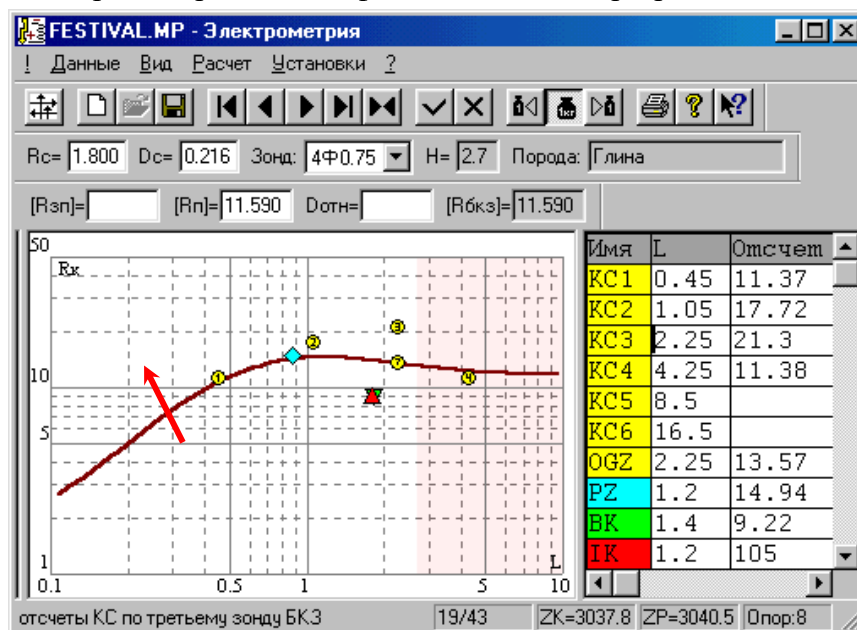 FESTIVAL.MP - Электрометрия
! Данные Вид Расчет Установки ?
Rc= 1.800 Dc= 0.216 Зонд: 4Ф0.75 H= 2.7 Порода: Глина
[Rзп]= [Rп]= 11.590 Dотн= [Rбкз]= 11.590
50
Rк
10
5
1
0.1 0.5 1 5 10
L
1
2
3
7
4
Имя L Отсчет
КС1 0.45 11.37
КС2 1.05 17.72
КС3 2.25 21.3
КС4 4.25 11.38
КС5 8.5
КС6 16.5
OGZ 2.25 13.57
PZ 1.2 14.94
BK 1.4 9.22
IK 1.2 105
отсчеты КС по третьему зонду БКЗ 19/43 ZK=3037.8 ZP=3040.5 Опор:8